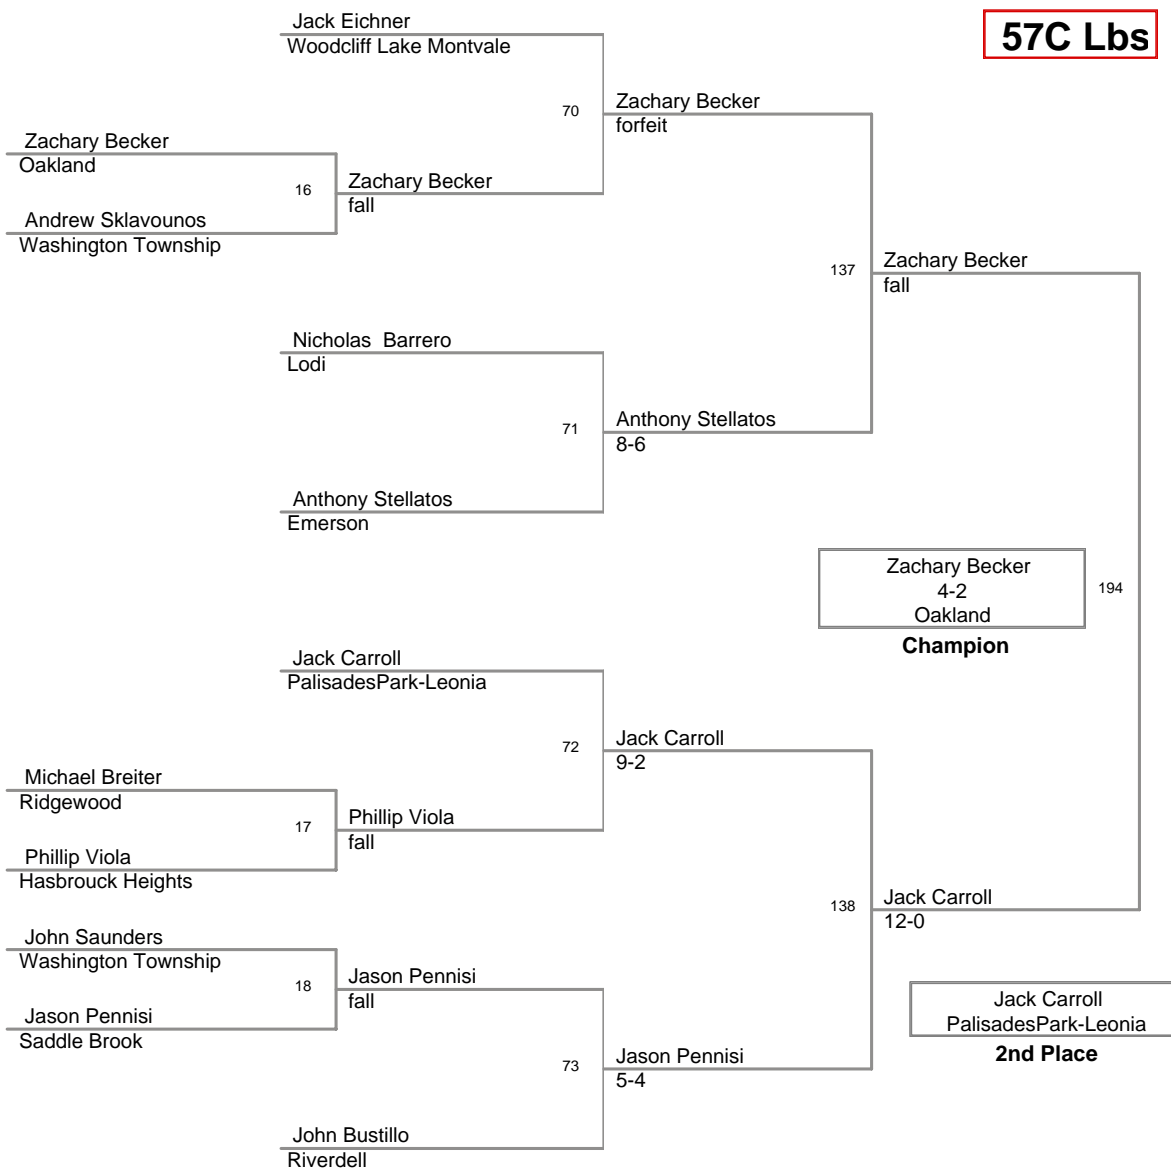 57C Lbs
Jack Eichner
Woodcliff Lake Montvale
70
Zachary Becker
forfeit
Zachary Becker
Oakland
16
Zachary Becker
fall
Andrew Sklavounos
Washington Township
137
Zachary Becker
fall
Nicholas Barrero
Lodi
71
Anthony Stellatos
8-6
Anthony Stellatos
Emerson
Zachary Becker
4-2
Oakland
Champion
194
Jack Carroll
PalisadesPark-Leonia
72
Jack Carroll
9-2
Michael Breiter
Ridgewood
17
Phillip Viola
fall
Phillip Viola
Hasbrouck Heights
138
Jack Carroll
12-0
John Saunders
Washington Township
18
Jason Pennisi
fall
Jason Pennisi
Saddle Brook
Jack Carroll
PalisadesPark-Leonia
2nd Place
73
Jason Pennisi
5-4
John Bustillo
Riverdell